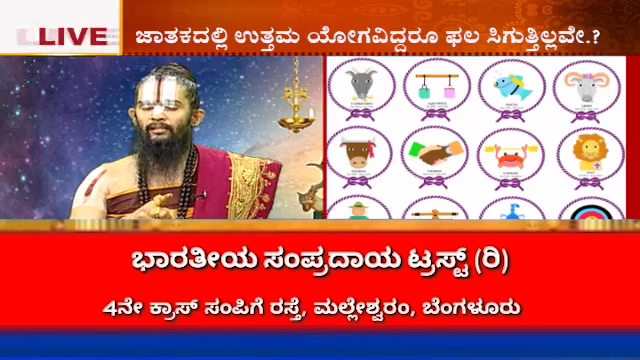 LIVE
ಜಾತಕದಲ್ಲಿ ಉತ್ತಮ ಯೋಗವಿದ್ದರೂ ಫಲ ಸಿಗುತ್ತಿಲ್ಲವೇ.?
ಭಾರತೀಯ ಸಂಪ್ರದಾಯ ಟ್ರಸ್ಟ್ (ರಿ)
4ನೇ ಕ್ರಾಸ್ ಸಂಪಿಗೆ ರಸ್ತೆ, ಮಲ್ಲೇಶ್ವರಂ, ಬೆಂಗಳೂರು